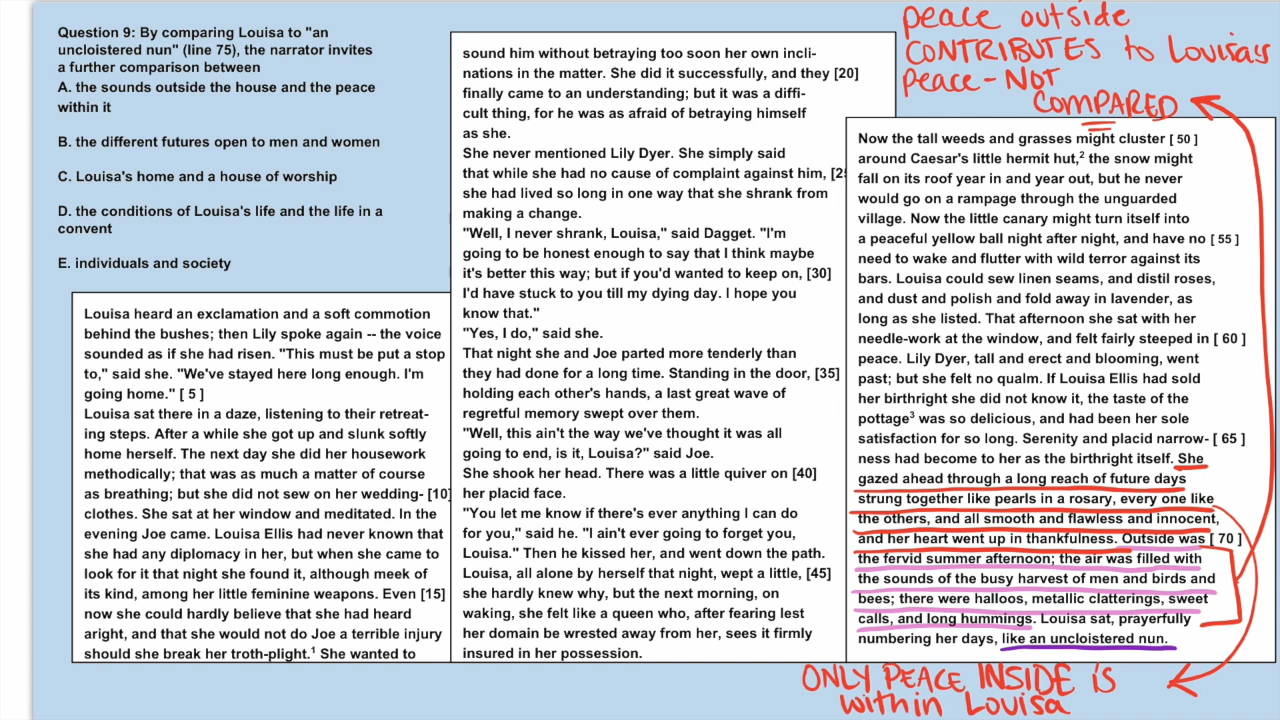 Question 9: By comparing Louisa to "an
uncloistered nun" (line 75), the narrator invites
a further comparison between
A. the sounds outside the house and the peace
within it
B. the different futures open to men and women
C. Louisa's home and a house of worship
D. the conditions of Louisa's life and the life in a
convent
E. individuals and society
Louisa heard an exclamation and a soft commotion
behind the bushes; then Lily spoke again -- the voice
sounded as if she had risen. "This must be put a stop
to," said she. "We've stayed here long enough. I'm
going home." [ 5 ]
Louisa sat there in a daze, listening to their retreat-
ing steps. After a while she got up and slunk softly
home herself. The next day she did her housework
methodically; that was as much a matter of course
as breathing; but she did not sew on her wedding- [10]
clothes. She sat at her window and meditated. In the
evening Joe came. Louisa Ellis had never known that
she had any diplomacy in her, but when she came to
look for it that night she found it, although meek of
its kind, among her little feminine weapons. Even [15]
now she could hardly believe that she had heard
aright, and that she would not do Joe a terrible injury
should she break her troth-plight.¹ She wanted to
sound him without betraying too soon her own incli-
nations in the matter. She did it successfully, and they [20]
finally came to an understanding; but it was a diffi-
cult thing, for he was as afraid of betraying himself
as she.
She never mentioned Lily Dyer. She simply said
that while she had no cause of complaint against him, [25
she had lived so long in one way that she shrank from
making a change.
"Well, I never shrank, Louisa," said Dagget. "I'm
going to be honest enough to say that I think maybe
it's better this way; but if you'd wanted to keep on, [30]
I'd have stuck to you till my dying day. I hope you
know that."
"Yes, I do," said she.
That night she and Joe parted more tenderly than
they had done for a long time. Standing in the door, [35]
holding each other's hands, a last great wave of
regretful memory swept over them.
"Well, this ain't the way we've thought it was all
going to end, is it, Louisa?" said Joe.
She shook her head. There was a little quiver on [40]
her placid face.
"You let me know if there's ever anything I can do
for you," said he. "I ain't ever going to forget you,
Louisa." Then he kissed her, and went down the path.
Louisa, all alone by herself that night, wept a little, [45]
she hardly knew why, but the next morning, on
waking, she felt like a queen who, after fearing lest
her domain be wrested away from her, sees it firmly
insured in her possession.
peace outside
CONTRIBUTES to Louisa's
peace - NOT
COMPARED
Now the tall weeds and grasses might cluster [ 50 ]
around Caesar's little hermit hut,² the snow might
fall on its roof year in and year out, but he never
would go on a rampage through the unguarded
village. Now the little canary might turn itself into
a peaceful yellow ball night after night, and have no [ 55 ]
need to wake and flutter with wild terror against its
bars. Louisa could sew linen seams, and distil roses,
and dust and polish and fold away in lavender, as
long as she listed. That afternoon she sat with her
needle-work at the window, and felt fairly steeped in [ 60 ]
peace. Lily Dyer, tall and erect and blooming, went
past; but she felt no qualm. If Louisa Ellis had sold
her birthright she did not know it, the taste of the
pottage³ was so delicious, and had been her sole
satisfaction for so long. Serenity and placid narrow- [ 65 ]
ness had become to her as the birthright itself. She
gazed ahead through a long reach of future days
strung together like pearls in a rosary, every one like
the others, and all smooth and flawless and innocent,
and her heart went up in thankfulness. Outside was [ 70 ]
the fervid summer afternoon; the air was filled with
the sounds of the busy harvest of men and birds and
bees; there were halloos, metallic clatterings, sweet
calls, and long hummings. Louisa sat, prayerfully
numbering her days, like an uncloistered nun.
ONLY PEACE INSIDE is
within Louisa